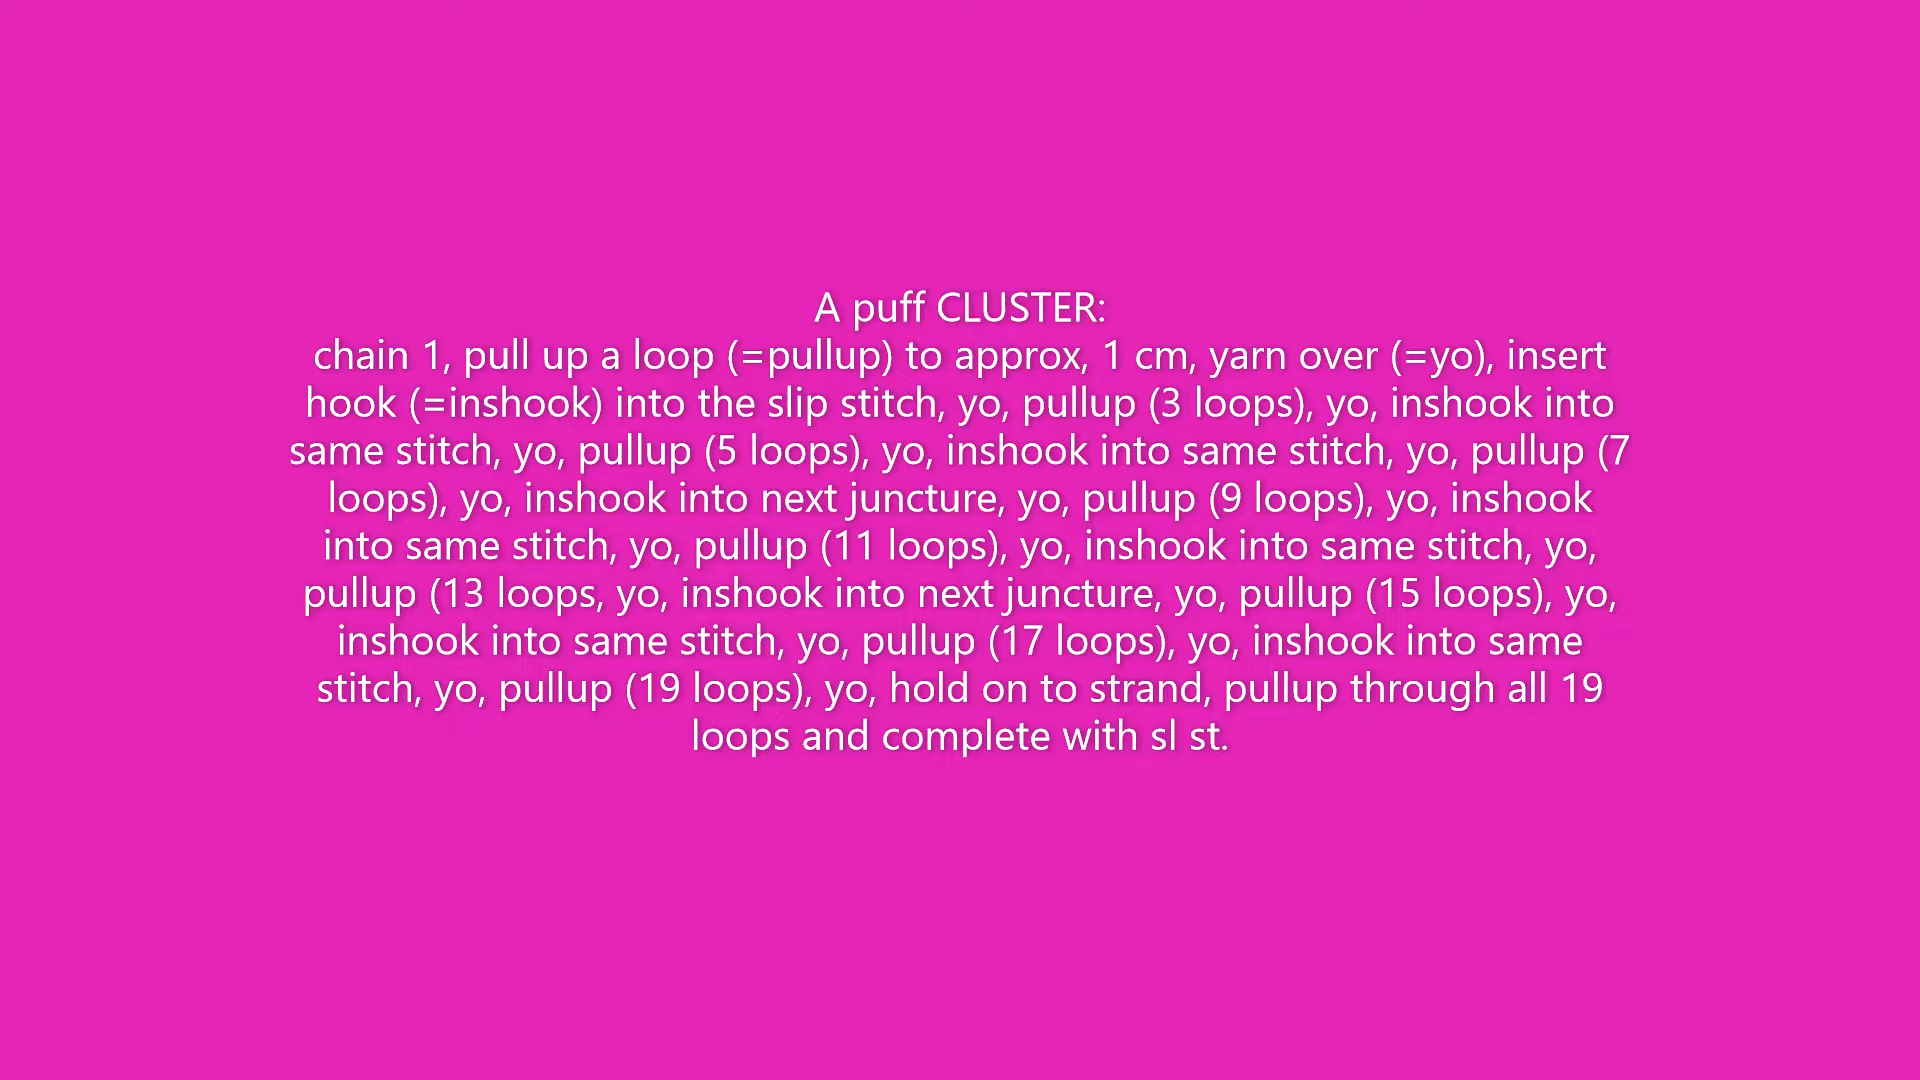 A puff CLUSTER:
chain 1, pull up a loop (=pullup) to approx, 1 cm, yarn over (=yo), insert
hook (=inshook) into the slip stitch, yo, pullup (3 loops), yo, inshook into
same stitch, yo, pullup (5 loops), yo, inshook into same stitch, yo, pullup (7
loops), yo, inshook into next juncture, yo, pullup (9 loops), yo, inshook
into same stitch, yo, pullup (11 loops), yo, inshook into same stitch, yo,
pullup (13 loops, yo, inshook into next juncture, yo, pullup (15 loops), yo,
inshook into same stitch, yo, pullup (17 loops), yo, inshook into same
stitch, yo, pullup (19 loops), yo, hold on to strand, pullup through all 19
loops and complete with sl st.